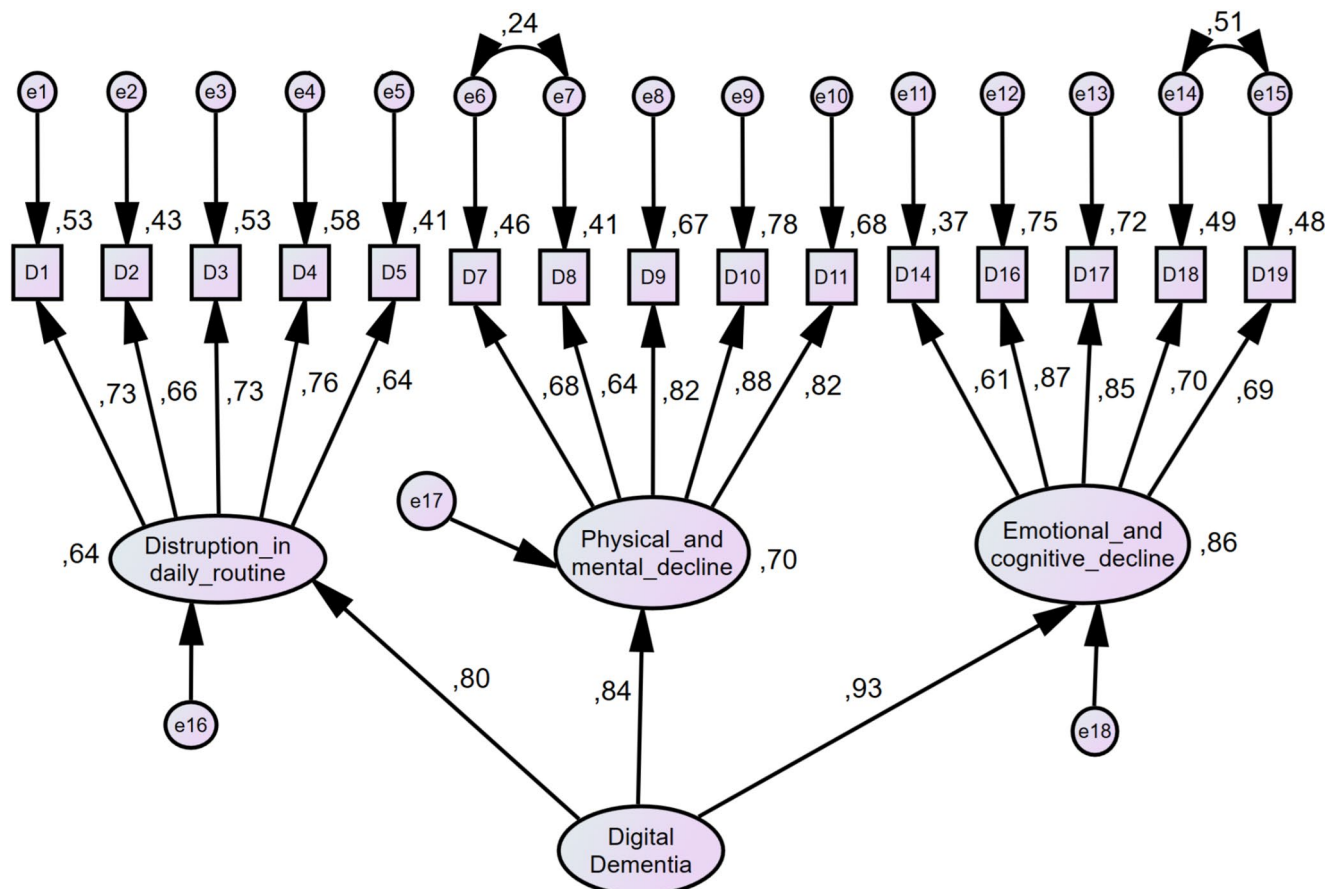 ,24 ,51
e1 e2 e3 e4 e5 e6 e7 e8 e9 e10 e11 e12 e13 e14 e15
,53 ,43 ,53 ,58 ,41 ,46 ,41 ,67 ,78 ,68 ,37 ,75 ,72 ,49 ,48
D1 D2 D3 D4 D5 D7 D8 D9 D10 D11 D14 D16 D17 D18 D19
,73 ,66 ,73 ,76 ,64 ,68 ,64 ,82 ,88 ,82 ,61 ,87 ,85 ,70 ,69
e17
,64
Distruption_in
daily_routine
Physical_and
mental_decline
,70
Emotional_and
cognitive_decline
,86
e16
,80
,84
,93
e18
Digital
Dementia